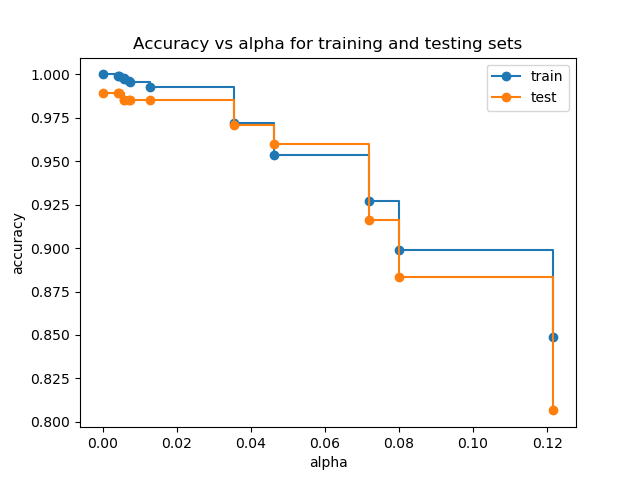 Accuracy vs alpha for training and testing sets
train
test
accuracy
1.000
0.975
0.950
0.925
0.900
0.875
0.850
0.825
0.800
0.00 0.02 0.04 0.06 0.08 0.10 0.12
alpha